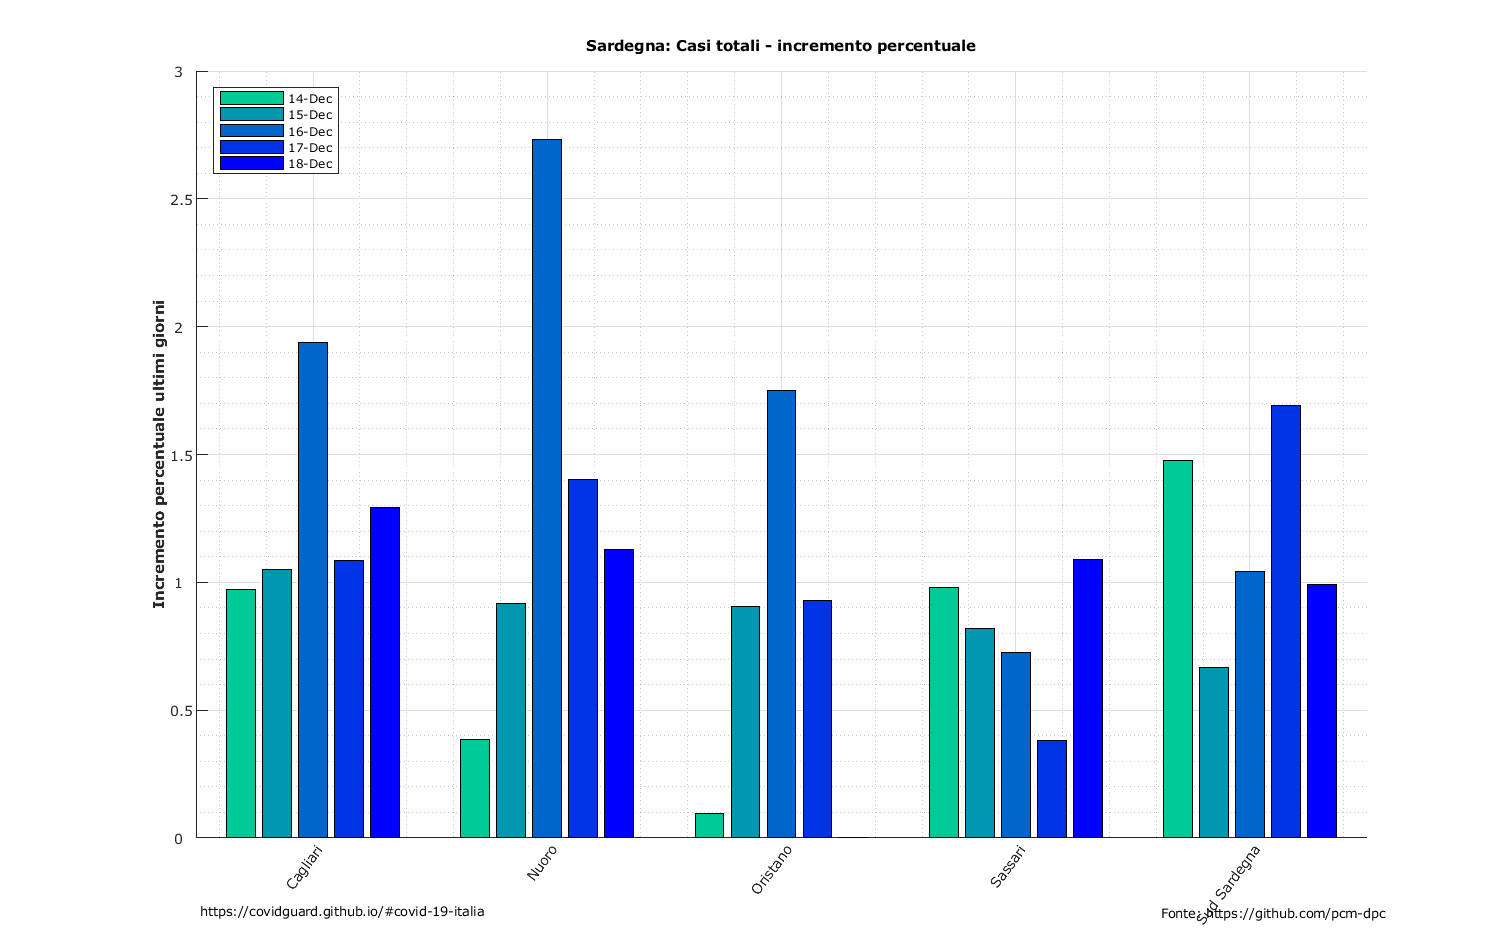 Sardegna: Casi totali - incremento percentuale
3
2.5
2
1.5
1
0.5
0
Incremento percentuale ultimi giorni
14-Dec
15-Dec
16-Dec
17-Dec
18-Dec
Cagliari
Nuoro
Oristano
Sassari
Sud Sardegna
https://covidguard.github.io/#covid-19-italia
Fonte: https://github.com/pcm-dpc